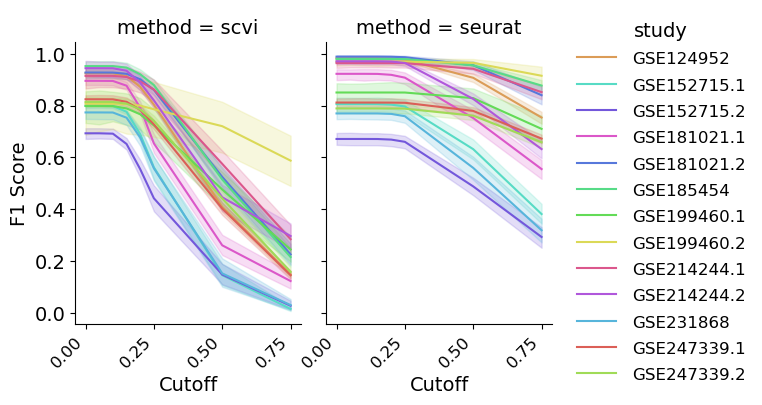 method = scvi
method = seurat
study
F1 Score
1.0
0.8
0.6
0.4
0.2
0.0
0.00
0.25
0.50
0.75
0.00
0.25
0.50
0.75
Cutoff
Cutoff
GSE124952
GSE152715.1
GSE152715.2
GSE181021.1
GSE181021.2
GSE185454
GSE199460.1
GSE199460.2
GSE214244.1
GSE214244.2
GSE231868
GSE247339.1
GSE247339.2